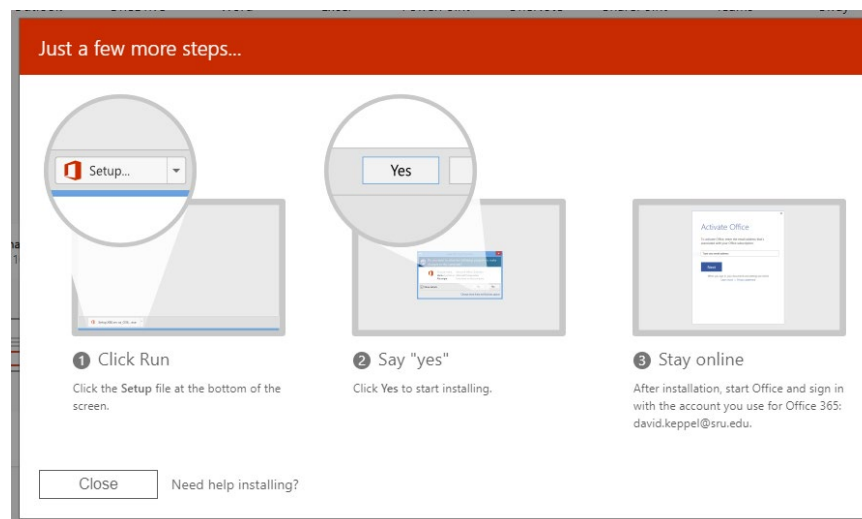 Just a few more steps...
Setup...
Yes
Activate Office
1 Click Run
Click the Setup file at the bottom of the
screen.
2 Say "yes"
Click Yes to start installing.
3 Stay online
After installation, start Office and sign in
with the account you use for Office 365:
david.keppel@sru.edu.
Close
Need help installing?